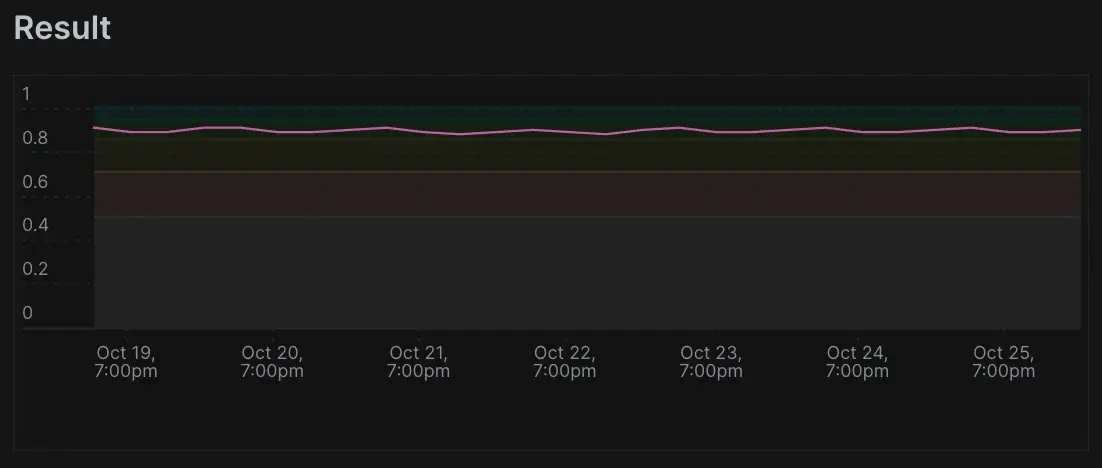 Result
1
0.8
0.6
0.4
0.2
0
Oct 19,
7:00pm
Oct 20,
7:00pm
Oct 21,
7:00pm
Oct 22,
7:00pm
Oct 23,
7:00pm
Oct 24,
7:00pm
Oct 25,
7:00pm